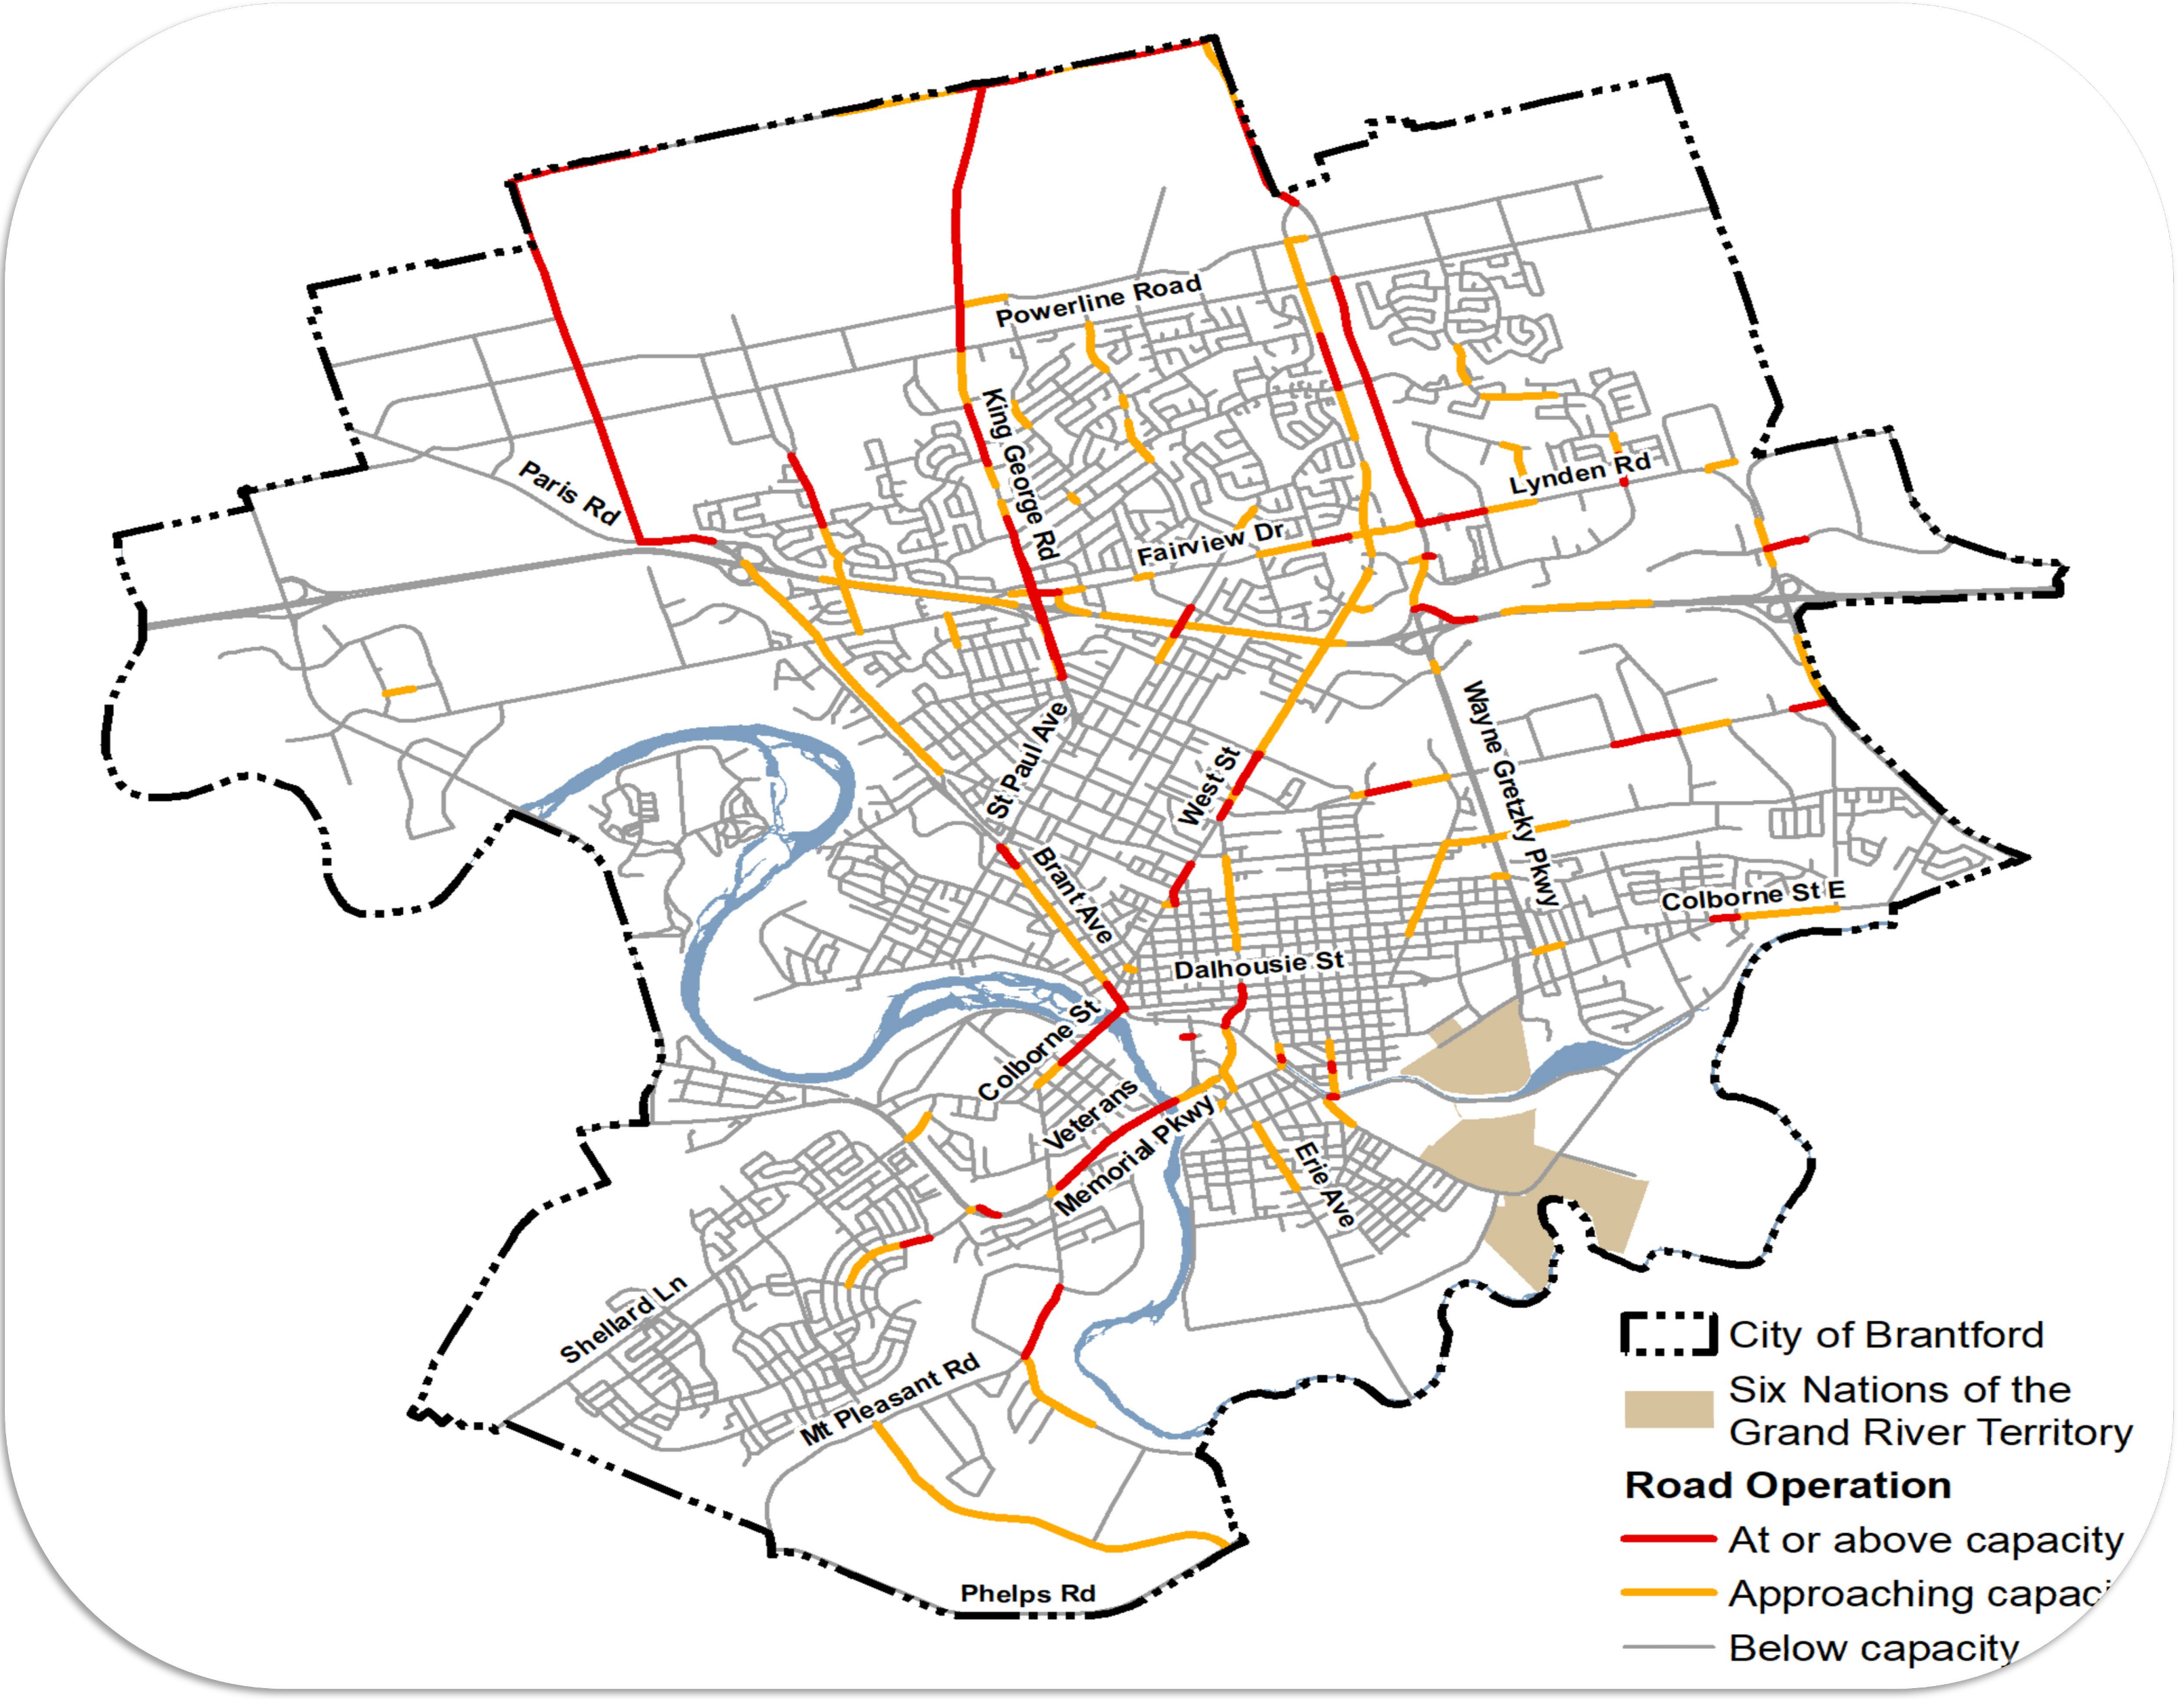 Powerline Road
King George Rd
Paris Rd
Lynden Rd
Fairview Dr
Wayne Gretzky Pkwy
St Paul Ave
West St
Brant Ave
Colborne St E
Dalhousie St
Colborne St
Veterans
Memorial Pkwy
Erie Ave
Shellard Ln
Mt Pleasant Rd
Phelps Rd
City of Brantford
Six Nations of the
Grand River Territory
Road Operation
At or above capacity
Approaching capaci
Below capacity